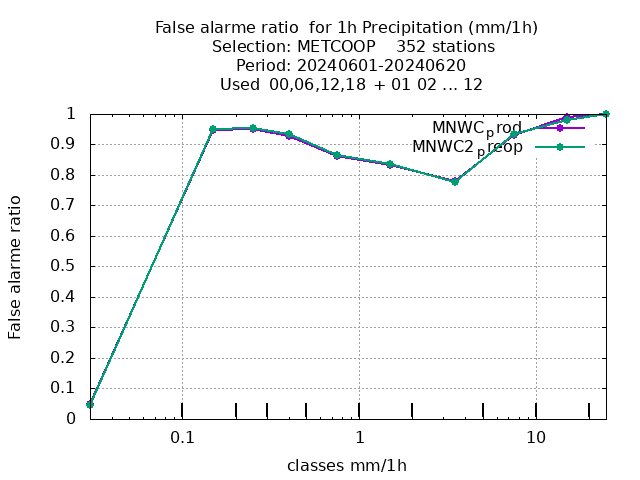 False alarme ratio  for 1h Precipitation (mm/1h)
Selection: METCOOP    352 stations
Period: 20240601-20240620
Used  00,06,12,18  + 01 02 ... 12
MNWCprod
MNWC2preop
1
0.9
0.8
0.7
0.6
0.5
0.4
0.3
0.2
0.1
0
False alarme ratio
0.1
1
10
classes mm/1h